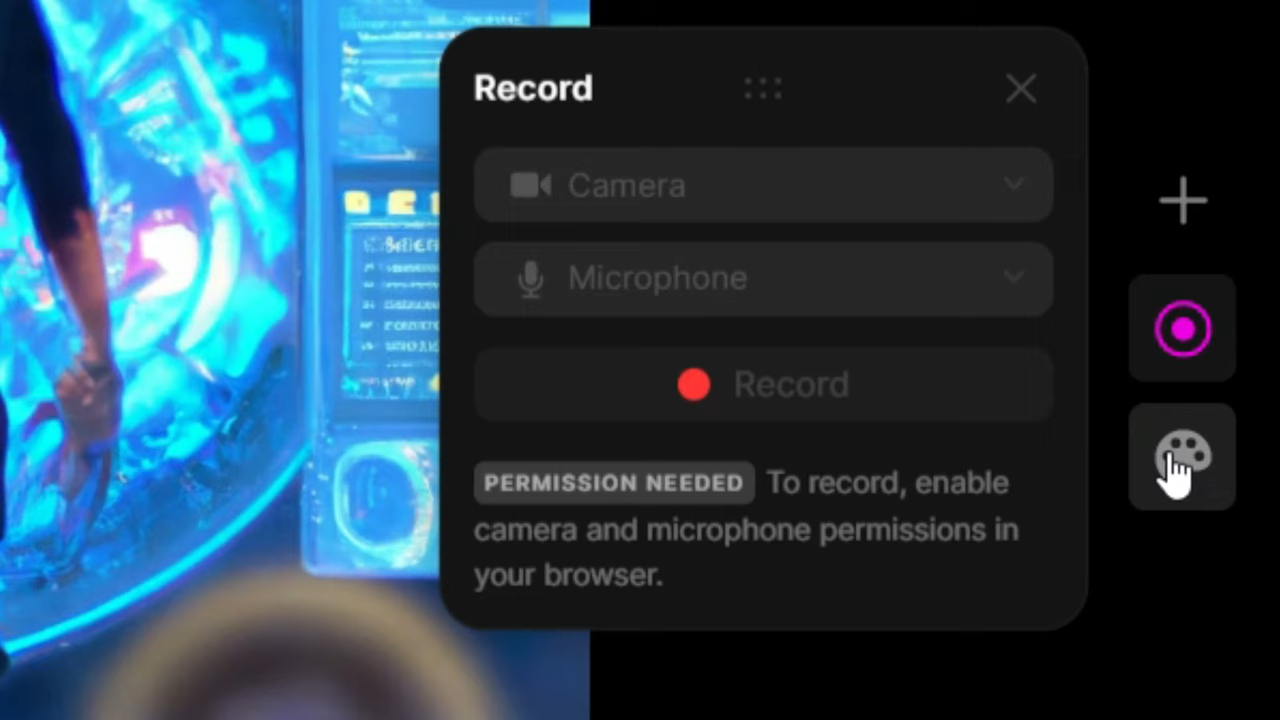 Record
Camera
Microphone
Record
PERMISSION NEEDED To record, enable
camera and microphone permissions in
your browser.